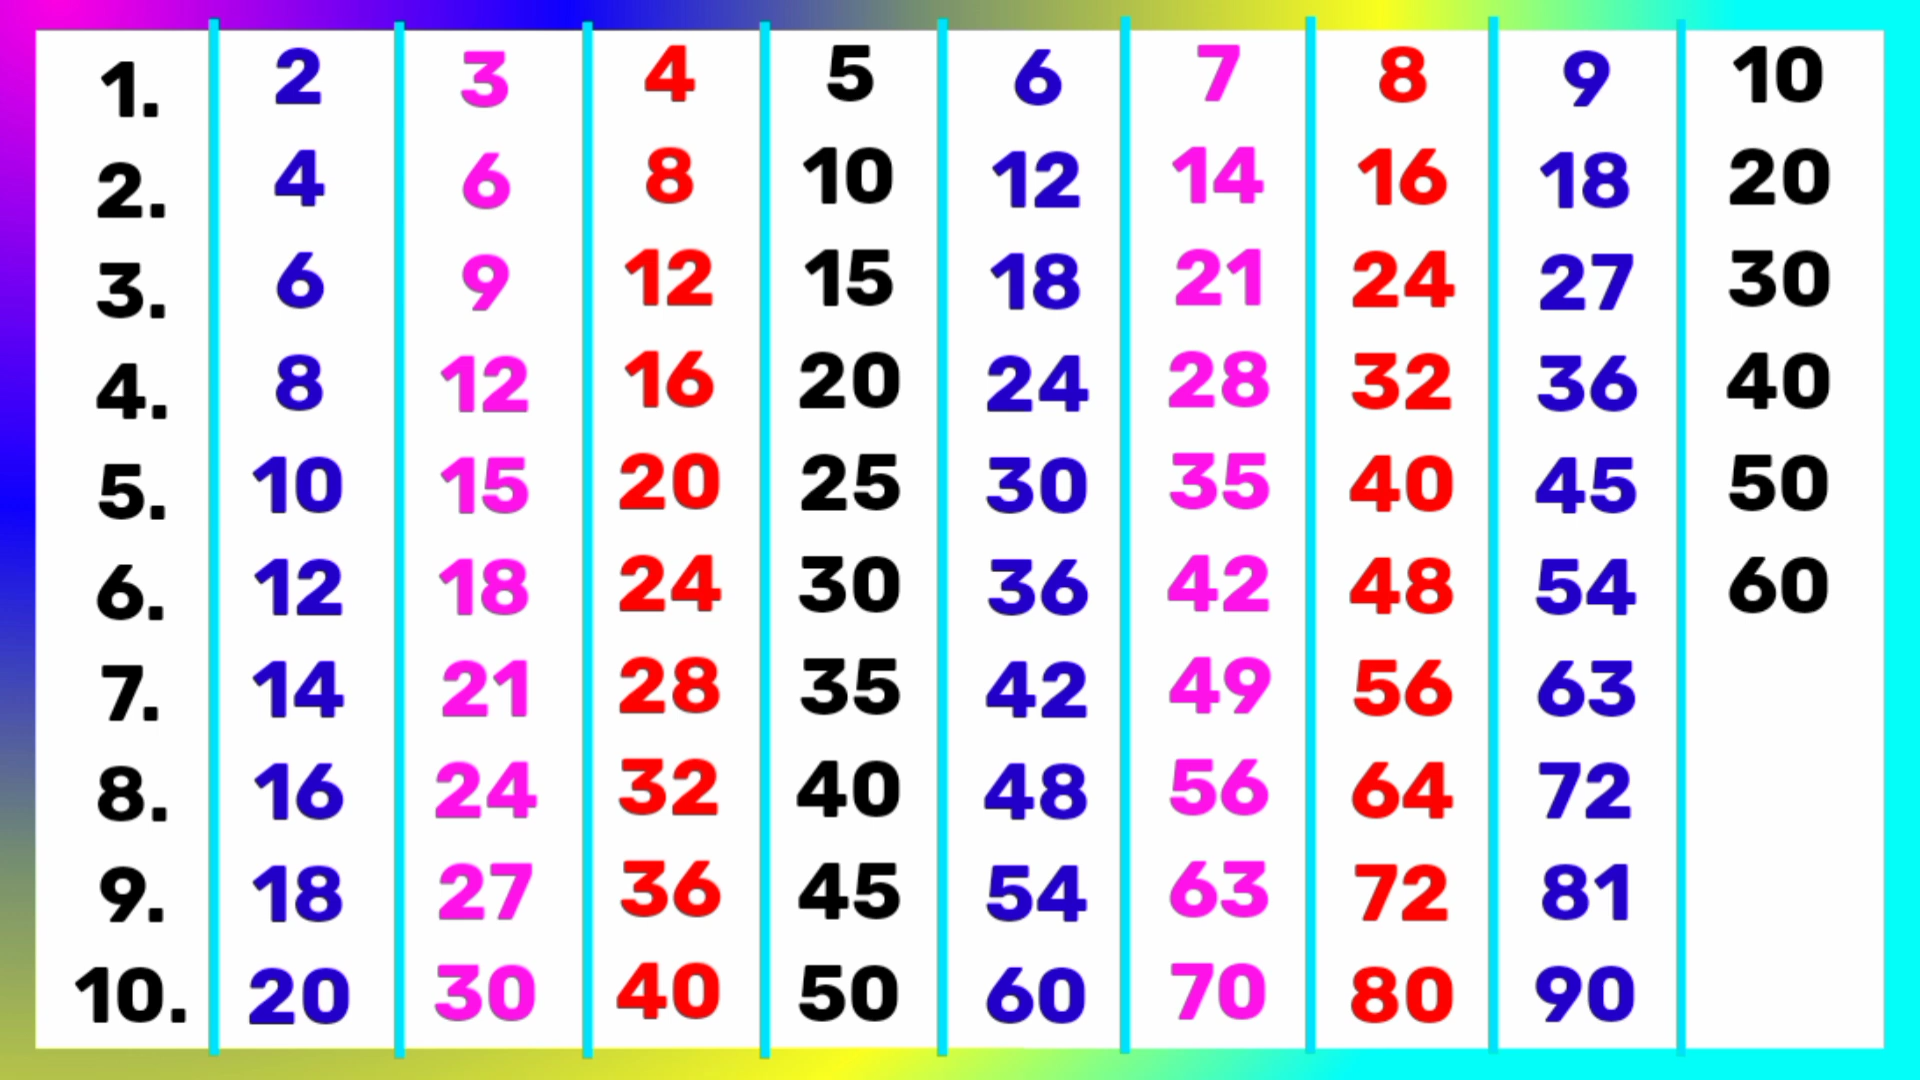 1. 2 3 4 5 6 7 8 9 10
2. 4 6 8 10 12 14 16 18 20
3. 6 9 12 15 18 21 24 27 30
4. 8 12 16 20 24 28 32 36 40
5. 10 15 20 25 30 35 40 45 50
6. 12 18 24 30 36 42 48 54 60
7. 14 21 28 35 42 49 56 63
8. 16 24 32 40 48 56 64 72
9. 18 27 36 45 54 63 72 81
10. 20 30 40 50 60 70 80 90